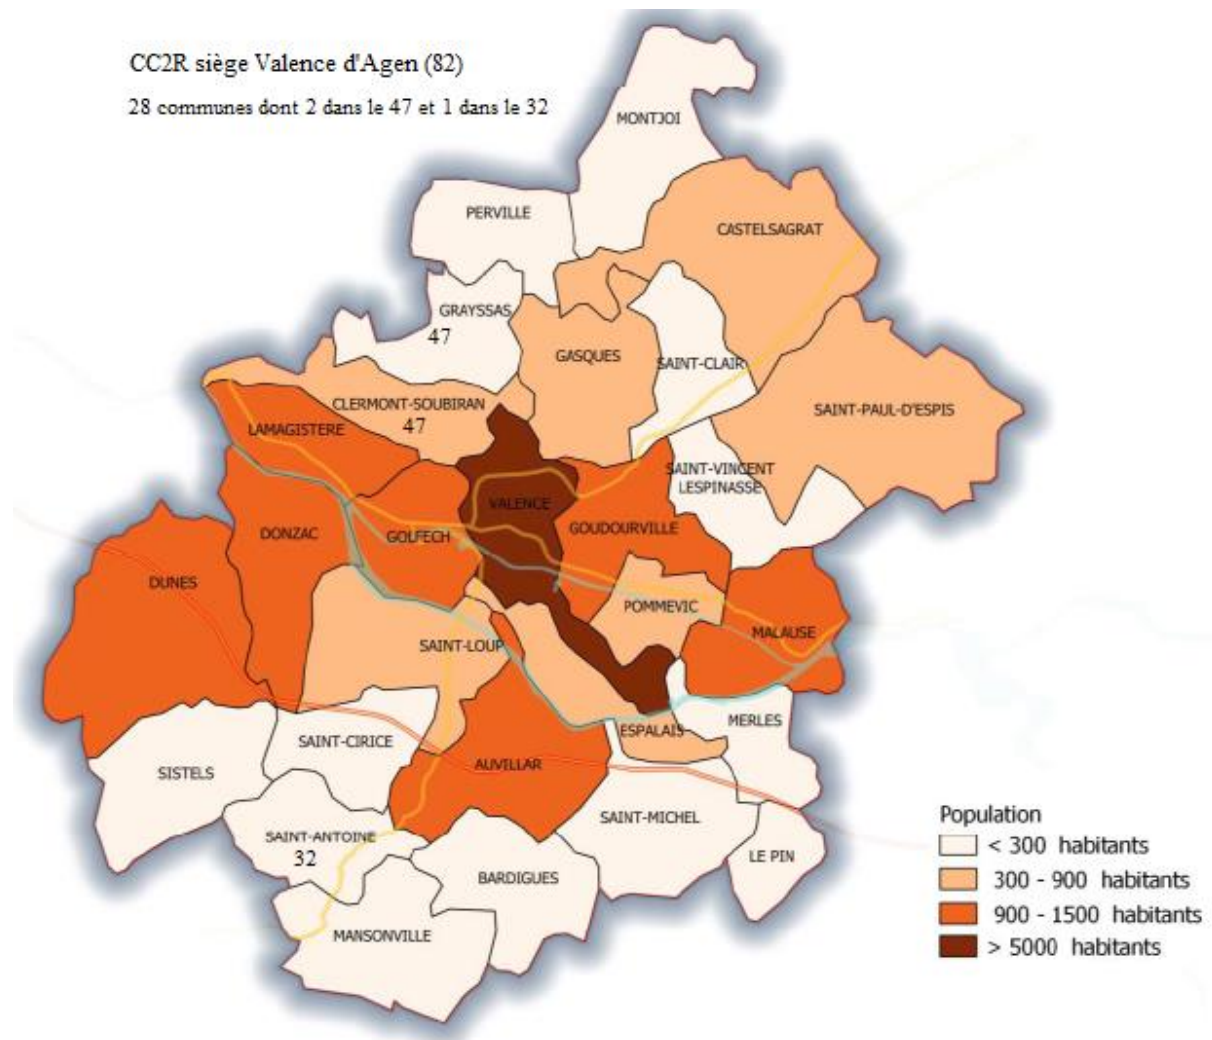 CC2R siège Valence d'Agen (82)
28 communes dont 2 dans le 47 et 1 dans le 32
MONTJOI
PERVILLE
CASTELSAGRAT
GRAYSSAS
47
GASQUES
SAINT-CLAIR
CLERMONT-SOUBIRAN
47
SAINT-PAUL-D'ESPIS
LAMAGISTERE
SAINT-VINCENT
LESPINASSE
VALENCE
GOUDOURVILLE
DONZAC
GOLFECH
DUNES
POMMEVIC
MALAUSE
SAINT-LOUP
MERLES
ESPALAIS
SAINT-CIRICE
AUVILLAR
SISTELS
SAINT-MICHEL
SAINT-ANTOINE
32
LE PIN
BARDIGUES
MANSONVILLE
Population
< 300 habitants
300 - 900 habitants
900 - 1500 habitants
> 5000 habitants